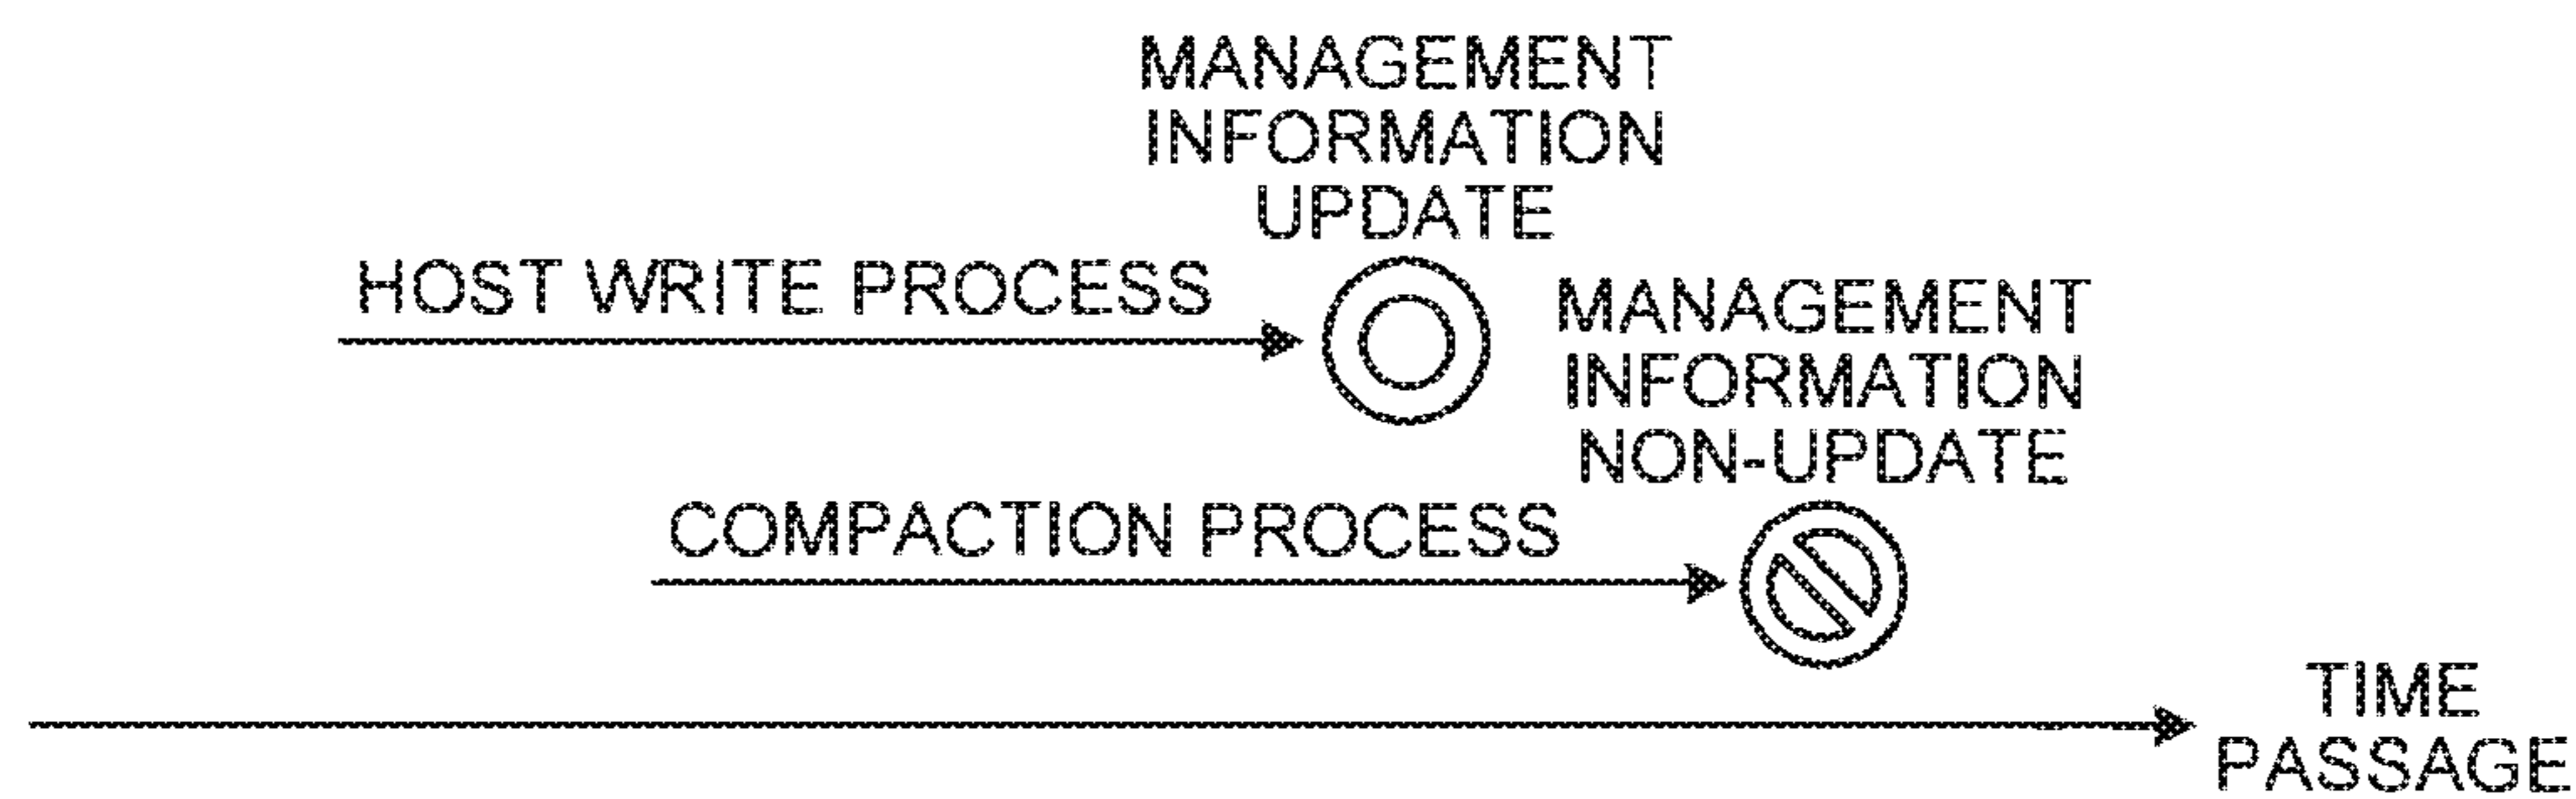 MANAGEMENT
INFORMATION
UPDATE
HOST WRITE PROCESS
MANAGEMENT
INFORMATION
NON-UPDATE
COMPACTION PROCESS
TIME
PASSAGE